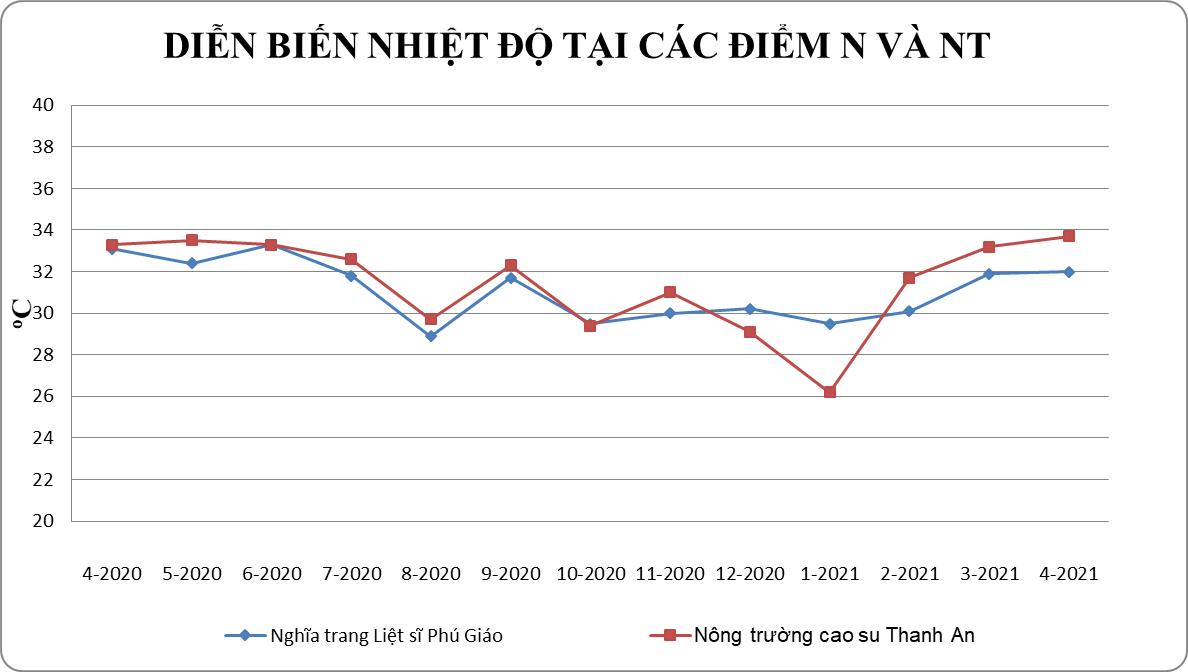 DIỄN BIẾN NHIỆT ĐỘ TẠI CÁC ĐIỂM N VÀ NT
40
38
36
34
32
30
28
26
24
22
20
ºC
4-2020 5-2020 6-2020 7-2020 8-2020 9-2020 10-2020 11-2020 12-2020 1-2021 2-2021 3-2021 4-2021
Nghĩa trang Liệt sĩ Phú Giáo Nông trường cao su Thanh An